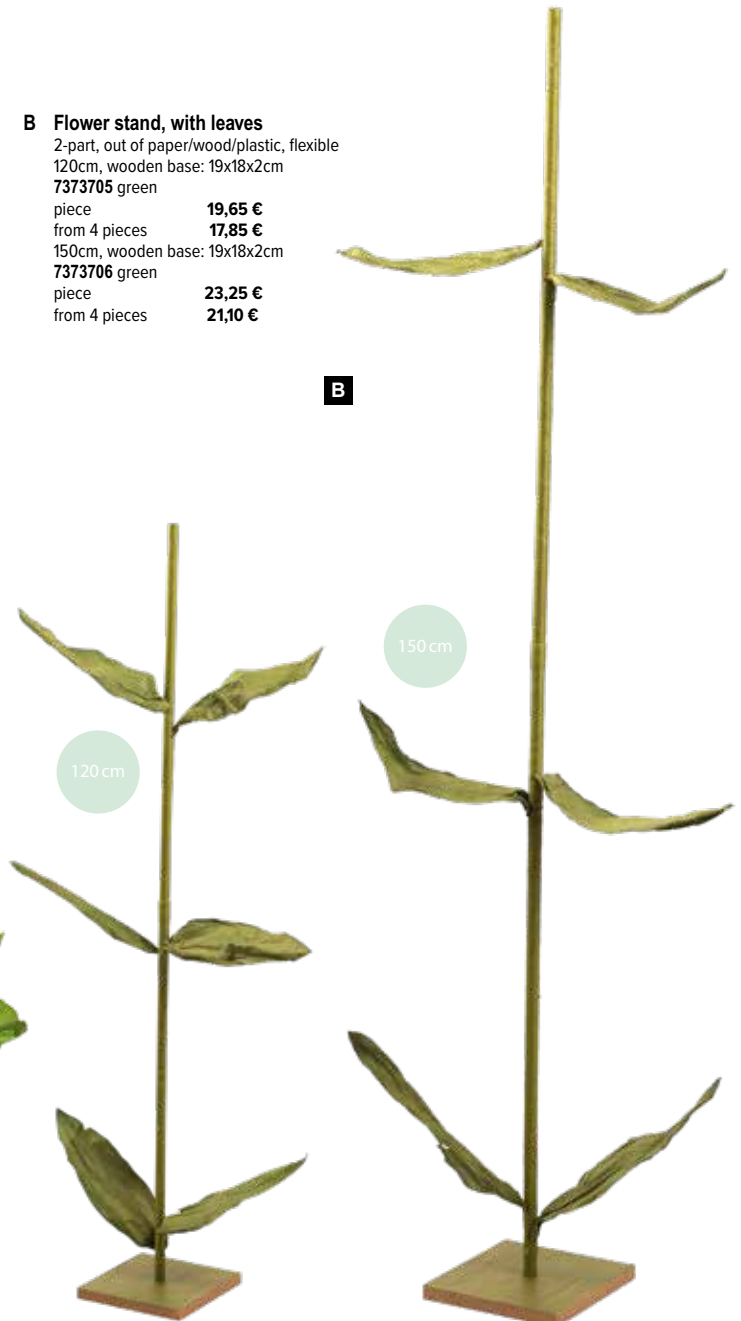 B Flower stand, with leaves
2-part, out of paper/wood/plastic, flexible
120cm, wooden base: 19x18x2cm
7373705 green
piece 19,65 €
from 4 pieces 17,85 €
150cm, wooden base: 19x18x2cm
7373706 green
piece 23,25 €
from 4 pieces 21,10 €
B
150 cm
120 cm